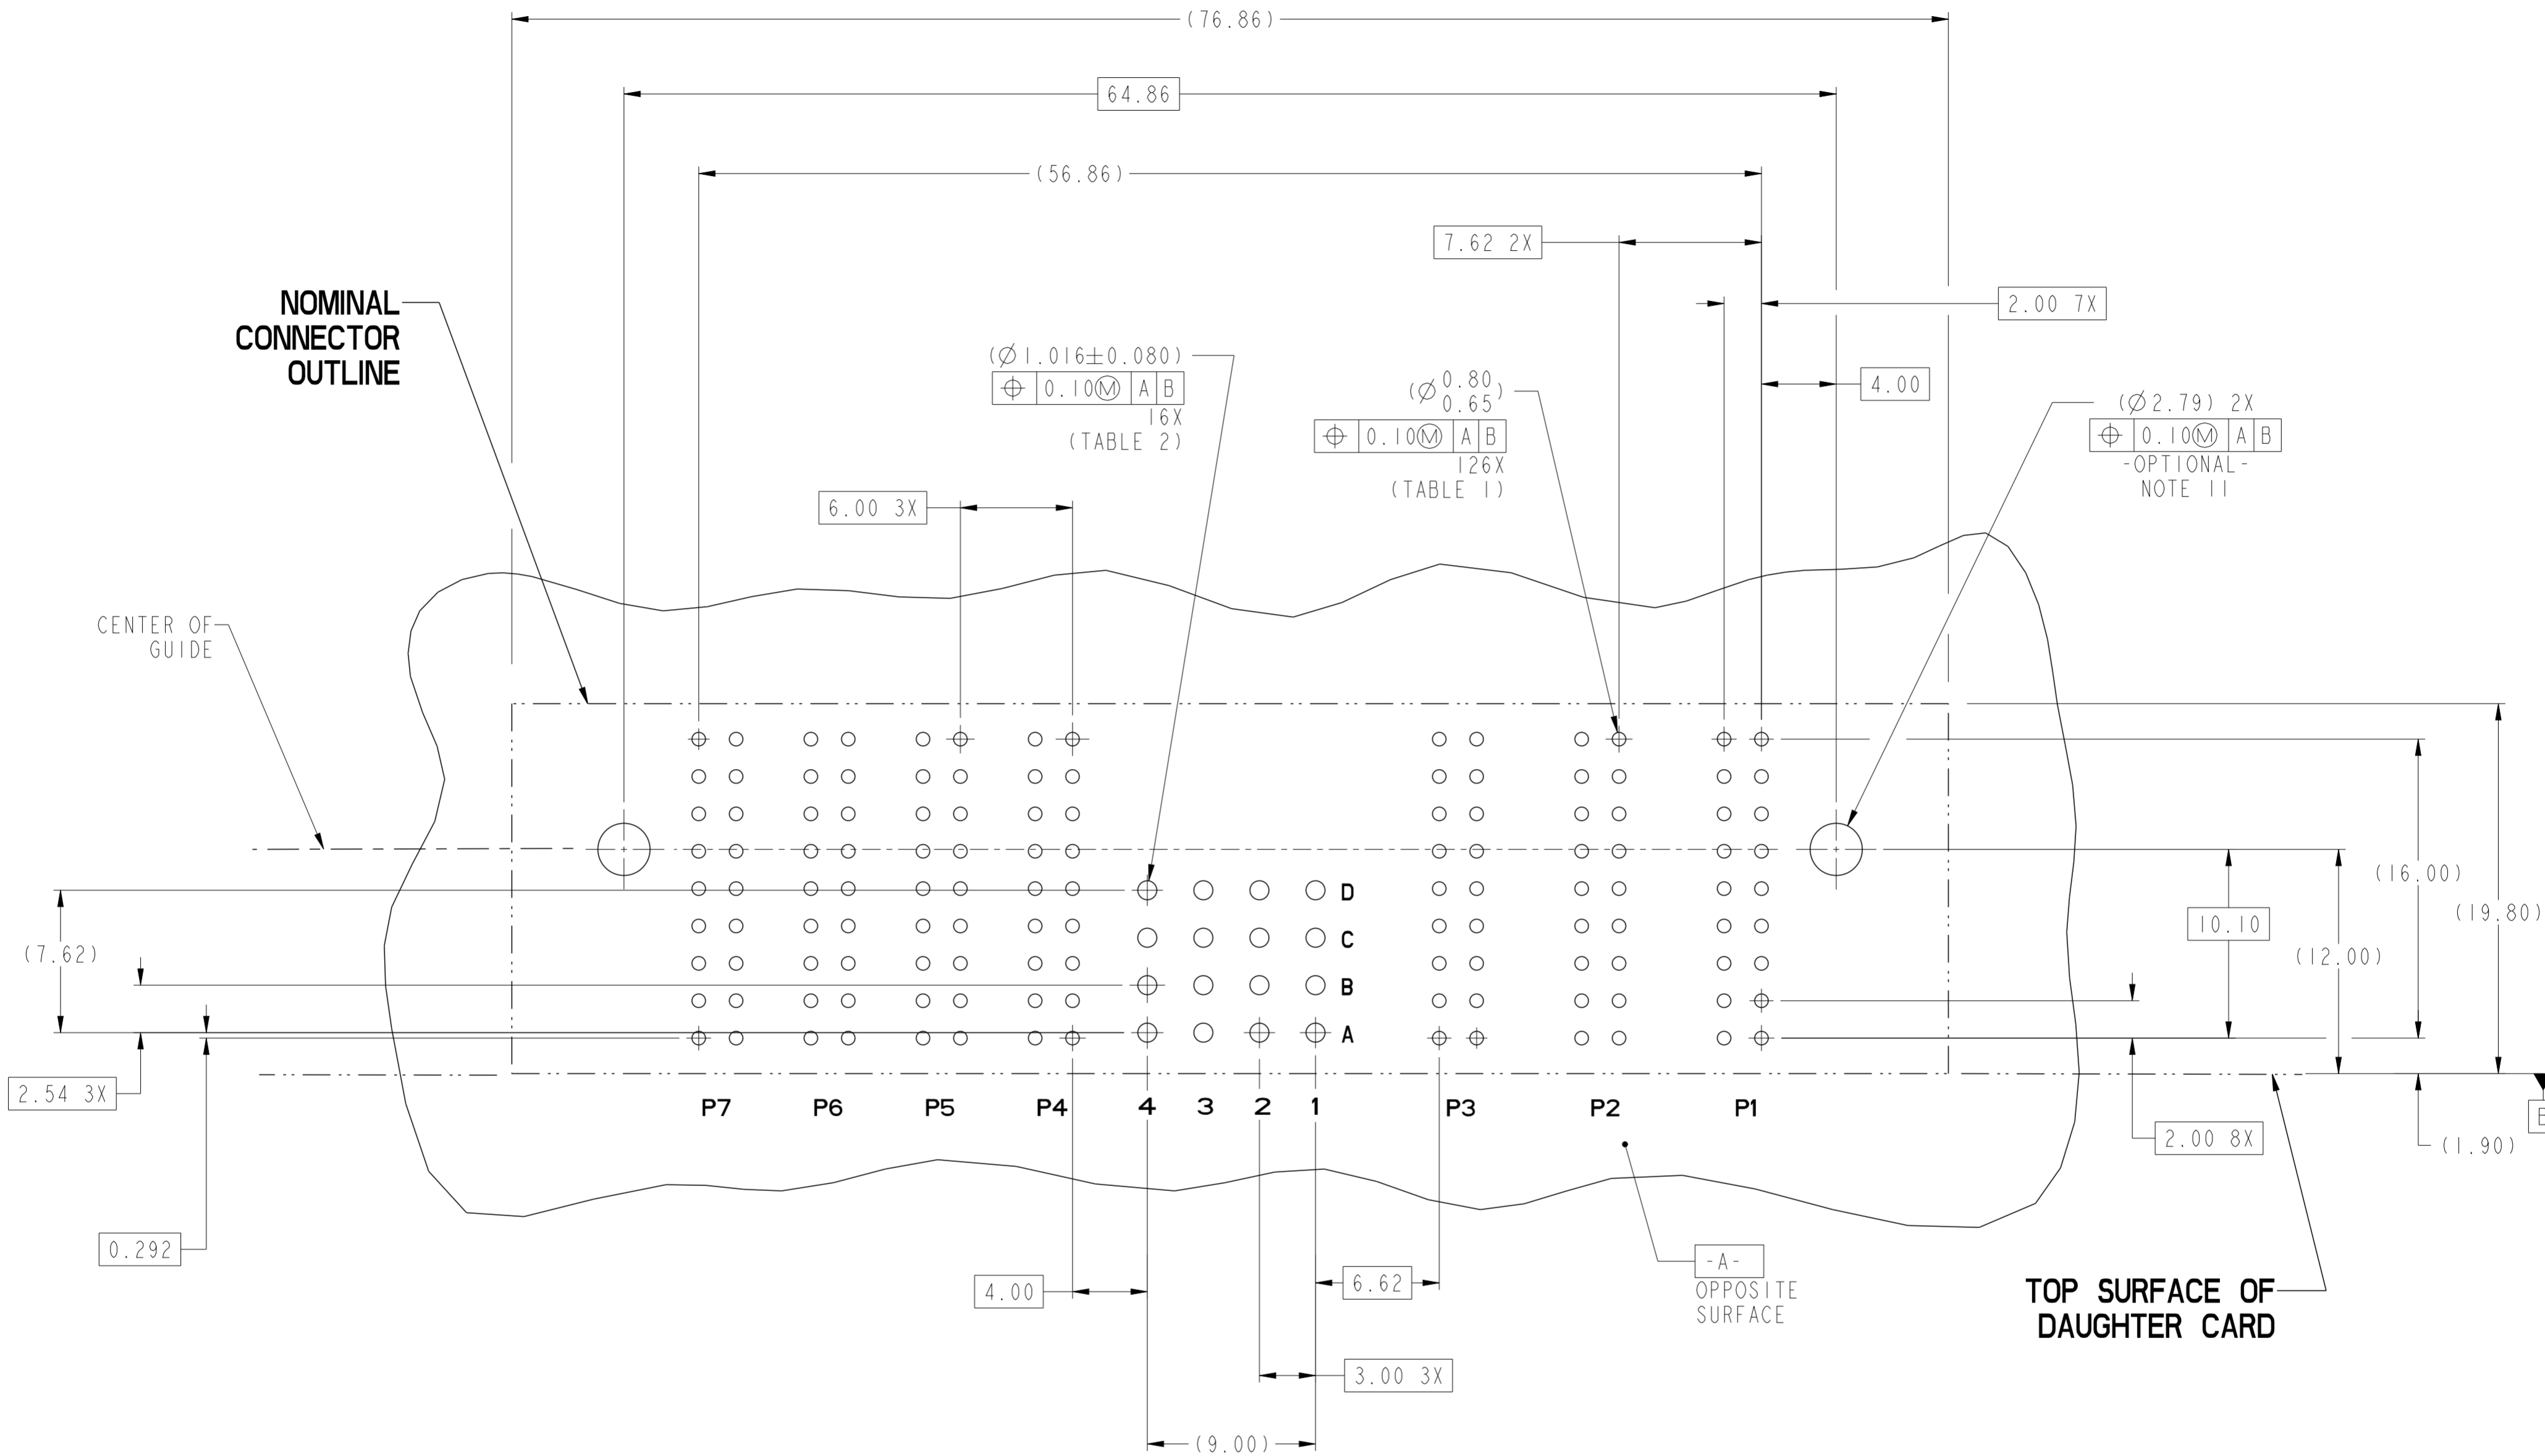 (76.86)
64.86
(56.86)
7.62 2X
2.00 7X
NOMINAL
CONNECTOR
OUTLINE
(Ø1.016±0.080)
⌖ 0.10Ⓜ A B
16X
(TABLE 2)
(Ø 0.80
0.65)
⌖ 0.10Ⓜ A B
126X
(TABLE 1)
4.00
(Ø2.79) 2X
⌖ 0.10Ⓜ A B
-OPTIONAL-
NOTE 11
6.00 3X
CENTER OF
GUIDE
(16.00)
D
(19.80)
10.10
C
(7.62)
(12.00)
B
A
2.54 3X
P7 P6 P5 P4 4 3 2 1 P3 P2 P1
2.00 8X
(1.90)
0.292
-A-
OPPOSITE
SURFACE
4.00
6.62
TOP SURFACE OF
DAUGHTER CARD
3.00 3X
(9.00)